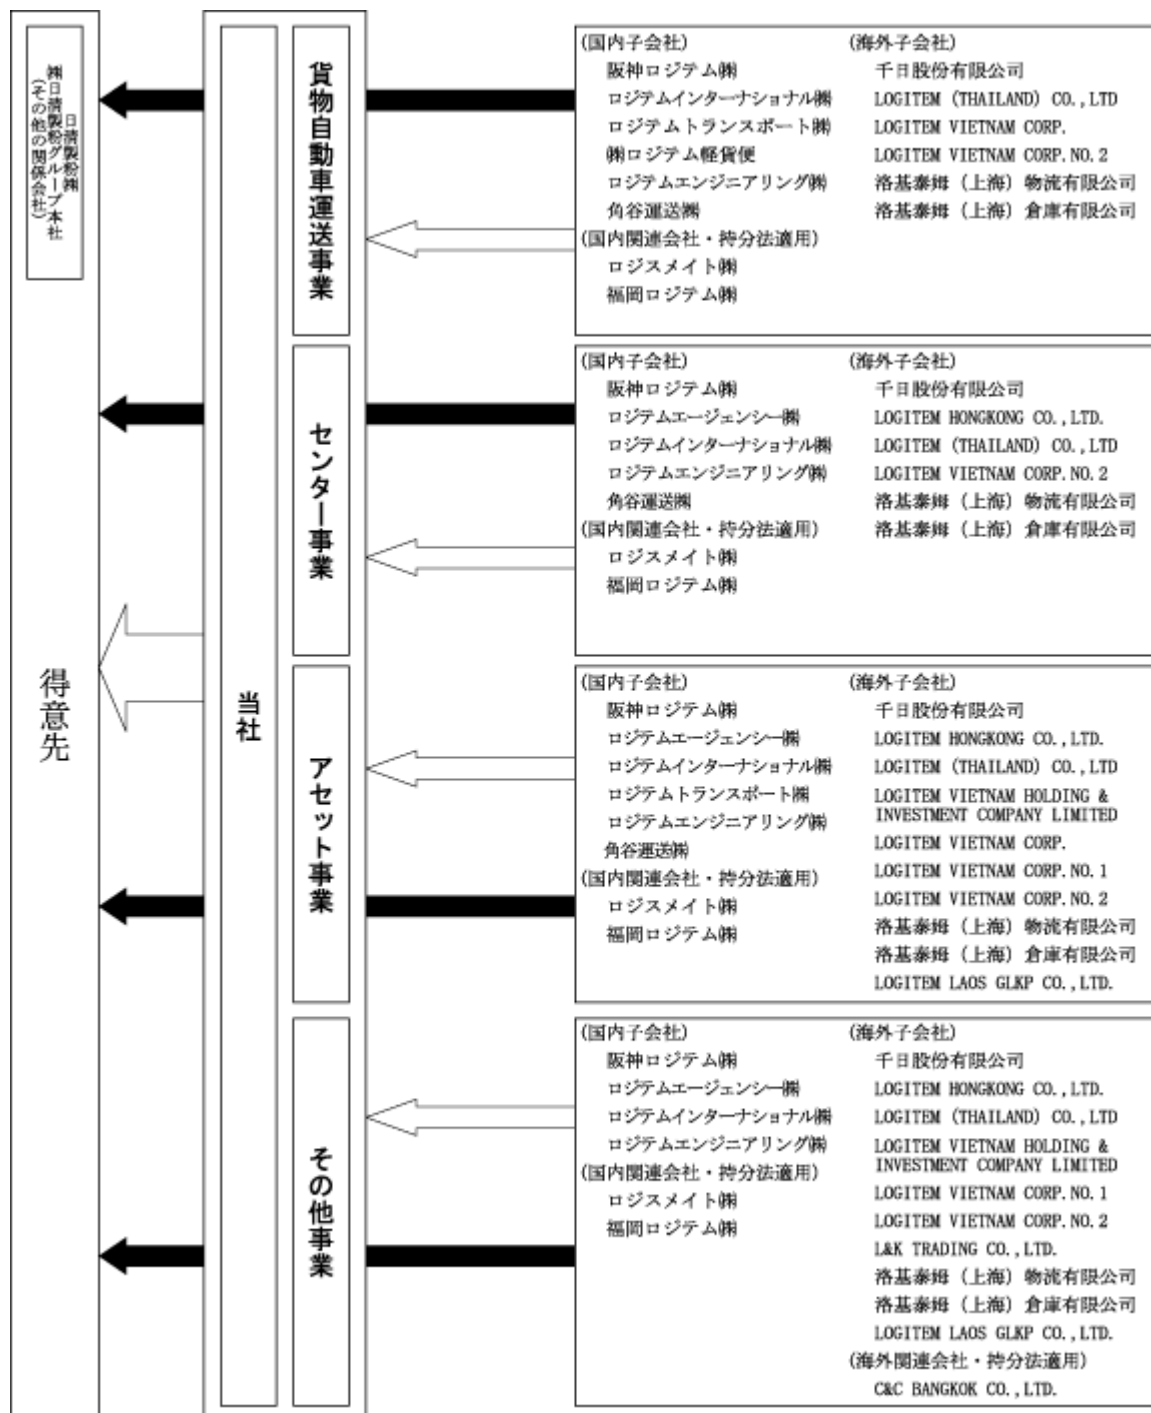 日清製粉㈱
㈱日清製粉グループ本社
(その他の関係会社)
得意先
当社
貨物自動車運送事業
(国内子会社)
阪神ロジテム㈱
ロジテムインターナショナル㈱
ロジテムトランスポート㈱
㈱ロジテム軽貨便
ロジテムエンジニアリング㈱
角谷運送㈱
(国内関連会社・持分法適用)
ロジスメイト㈱
福岡ロジテム㈱
(海外子会社)
千日股份有限公司
LOGITEM (THAILAND) CO.,LTD
LOGITEM VIETNAM CORP.
LOGITEM VIETNAM CORP.NO.2
洛基泰姆（上海）物流有限公司
洛基泰姆（上海）倉庫有限公司
センター事業
(国内子会社)
阪神ロジテム㈱
ロジテムエージェンシー㈱
ロジテムインターナショナル㈱
ロジテムエンジニアリング㈱
角谷運送㈱
(国内関連会社・持分法適用)
ロジスメイト㈱
福岡ロジテム㈱
(海外子会社)
千日股份有限公司
LOGITEM HONGKONG CO.,LTD.
LOGITEM (THAILAND) CO.,LTD
LOGITEM VIETNAM CORP.NO.2
洛基泰姆（上海）物流有限公司
洛基泰姆（上海）倉庫有限公司
アセット事業
(国内子会社)
阪神ロジテム㈱
ロジテムエージェンシー㈱
ロジテムインターナショナル㈱
ロジテムトランスポート㈱
ロジテムエンジニアリング㈱
角谷運送㈱
(国内関連会社・持分法適用)
ロジスメイト㈱
福岡ロジテム㈱
(海外子会社)
千日股份有限公司
LOGITEM HONGKONG CO.,LTD.
LOGITEM (THAILAND) CO.,LTD
LOGITEM VIETNAM HOLDING &
INVESTMENT COMPANY LIMITED
LOGITEM VIETNAM CORP.
LOGITEM VIETNAM CORP.NO.1
LOGITEM VIETNAM CORP.NO.2
洛基泰姆（上海）物流有限公司
洛基泰姆（上海）倉庫有限公司
LOGITEM LAOS GLKP CO.,LTD.
その他事業
(国内子会社)
阪神ロジテム㈱
ロジテムエージェンシー㈱
ロジテムインターナショナル㈱
ロジテムエンジニアリング㈱
(国内関連会社・持分法適用)
ロジスメイト㈱
福岡ロジテム㈱
(海外子会社)
千日股份有限公司
LOGITEM HONGKONG CO.,LTD.
LOGITEM (THAILAND) CO.,LTD
LOGITEM VIETNAM HOLDING &
INVESTMENT COMPANY LIMITED
LOGITEM VIETNAM CORP.NO.1
LOGITEM VIETNAM CORP.NO.2
L&K TRADING CO.,LTD.
洛基泰姆（上海）物流有限公司
洛基泰姆（上海）倉庫有限公司
LOGITEM LAOS GLKP CO.,LTD.
(海外関連会社・持分法適用)
C&C BANGKOK CO.,LTD.